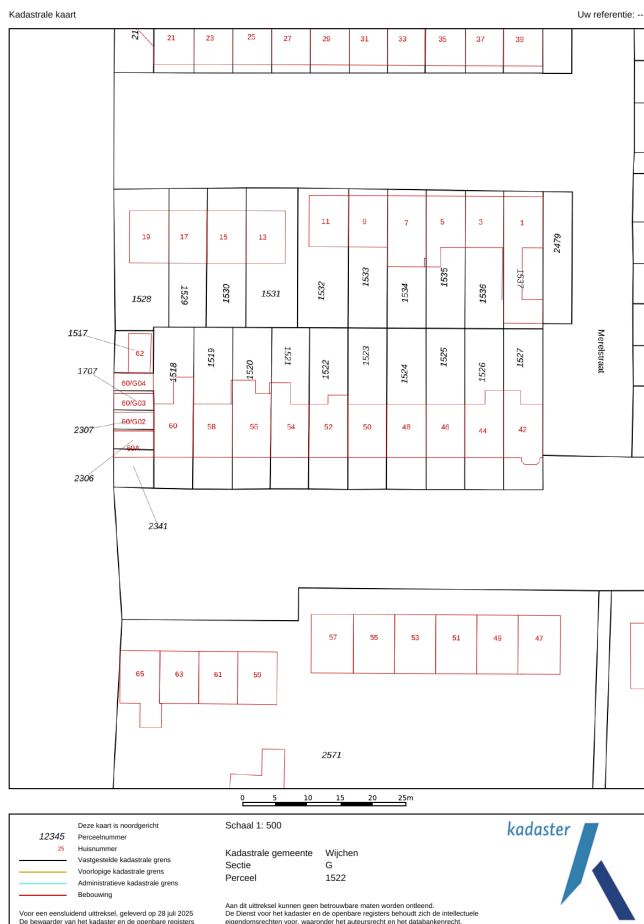 Kadastrale kaart
Uw referentie: --
21 23 25 27 29 31 33 35 37 39
19 17 15 13 11 9 7 5 3 1
2479
1528 1529 1530 1531 1532 1533 1534 1535 1536 1537
Merelstraat
1517
62
1707
60/G04
60/G03
2307
60/G02
60A
2306
2341
1518 1519 1520 1521 1522 1523 1524 1525 1526 1527
60 58 56 54 52 50 48 46 44 42
57 55 53 51 49 47
65 63 61 59
2571
0 5 10 15 20 25m
Deze kaart is noordgericht
12345 Perceelnummer
25 Huisnummer
Vastgestelde kadastrale grens
Voorlopige kadastrale grens
Administratieve kadastrale grens
Bebouwing
Voor een eensluidend uittreksel, geleverd op 28 juli 2025
De bewaarder van het kadaster en de openbare registers
Schaal 1: 500
Kadastrale gemeente Wijchen
Sectie G
Perceel 1522
Aan dit uittreksel kunnen geen betrouwbare maten worden ontleend.
De Dienst voor het kadaster en de openbare registers behoudt zich de intellectuele
eigendomsrechten voor, waaronder het auteursrecht en het databankenrecht.
kadaster